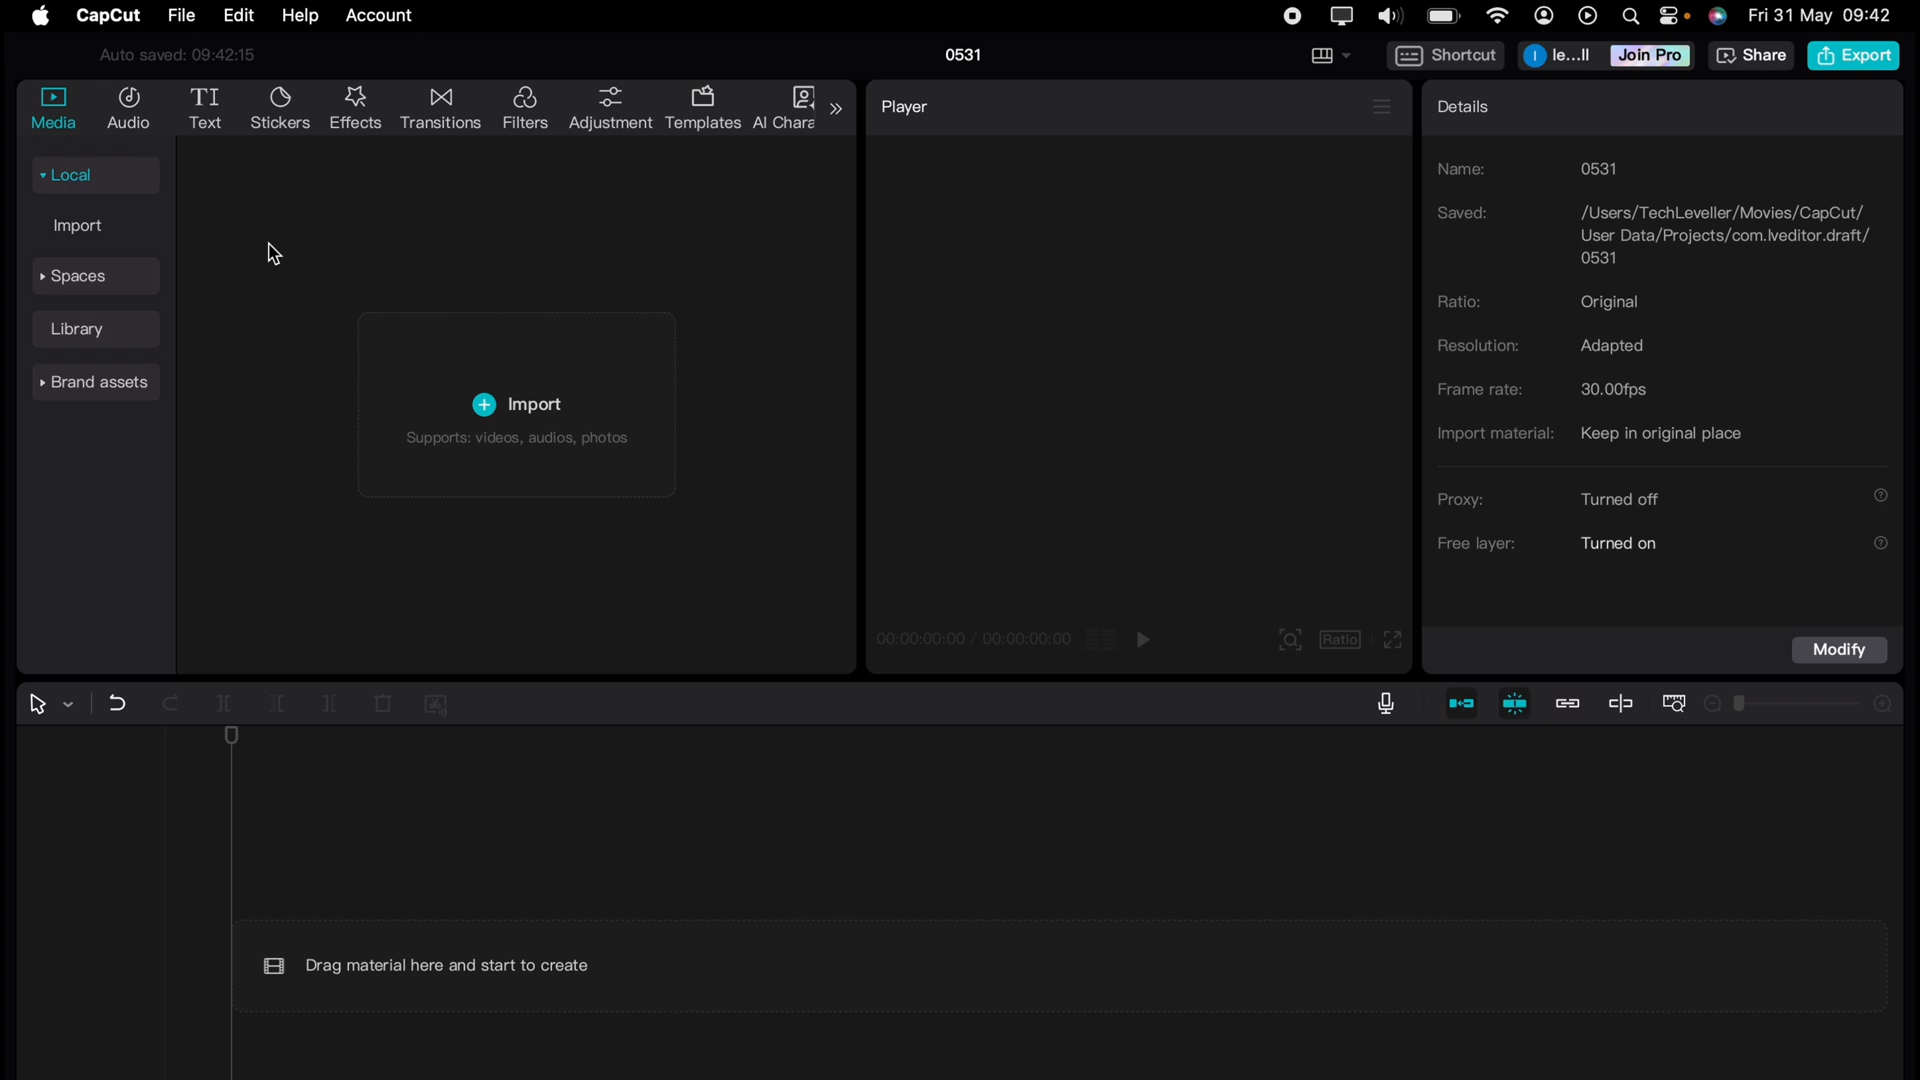 CapCut File Edit Help Account Fri 31 May 09:42
Auto saved: 09:42:15 0531 Shortcut le...ll Join Pro Share Export
Media Audio Text Stickers Effects Transitions Filters Adjustment Templates AI Chara
Player
Details
Local
Import
Spaces
Library
Brand assets
Import
Supports: videos, audios, photos
00:00:00:00 / 00:00:00:00 Ratio
Name: 0531
Saved: /Users/TechLeveller/Movies/CapCut/
User Data/Projects/com.lveditor.draft/
0531
Ratio: Original
Resolution: Adapted
Frame rate: 30.00fps
Import material: Keep in original place
Proxy: Turned off
Free layer: Turned on
Modify
Drag material here and start to create